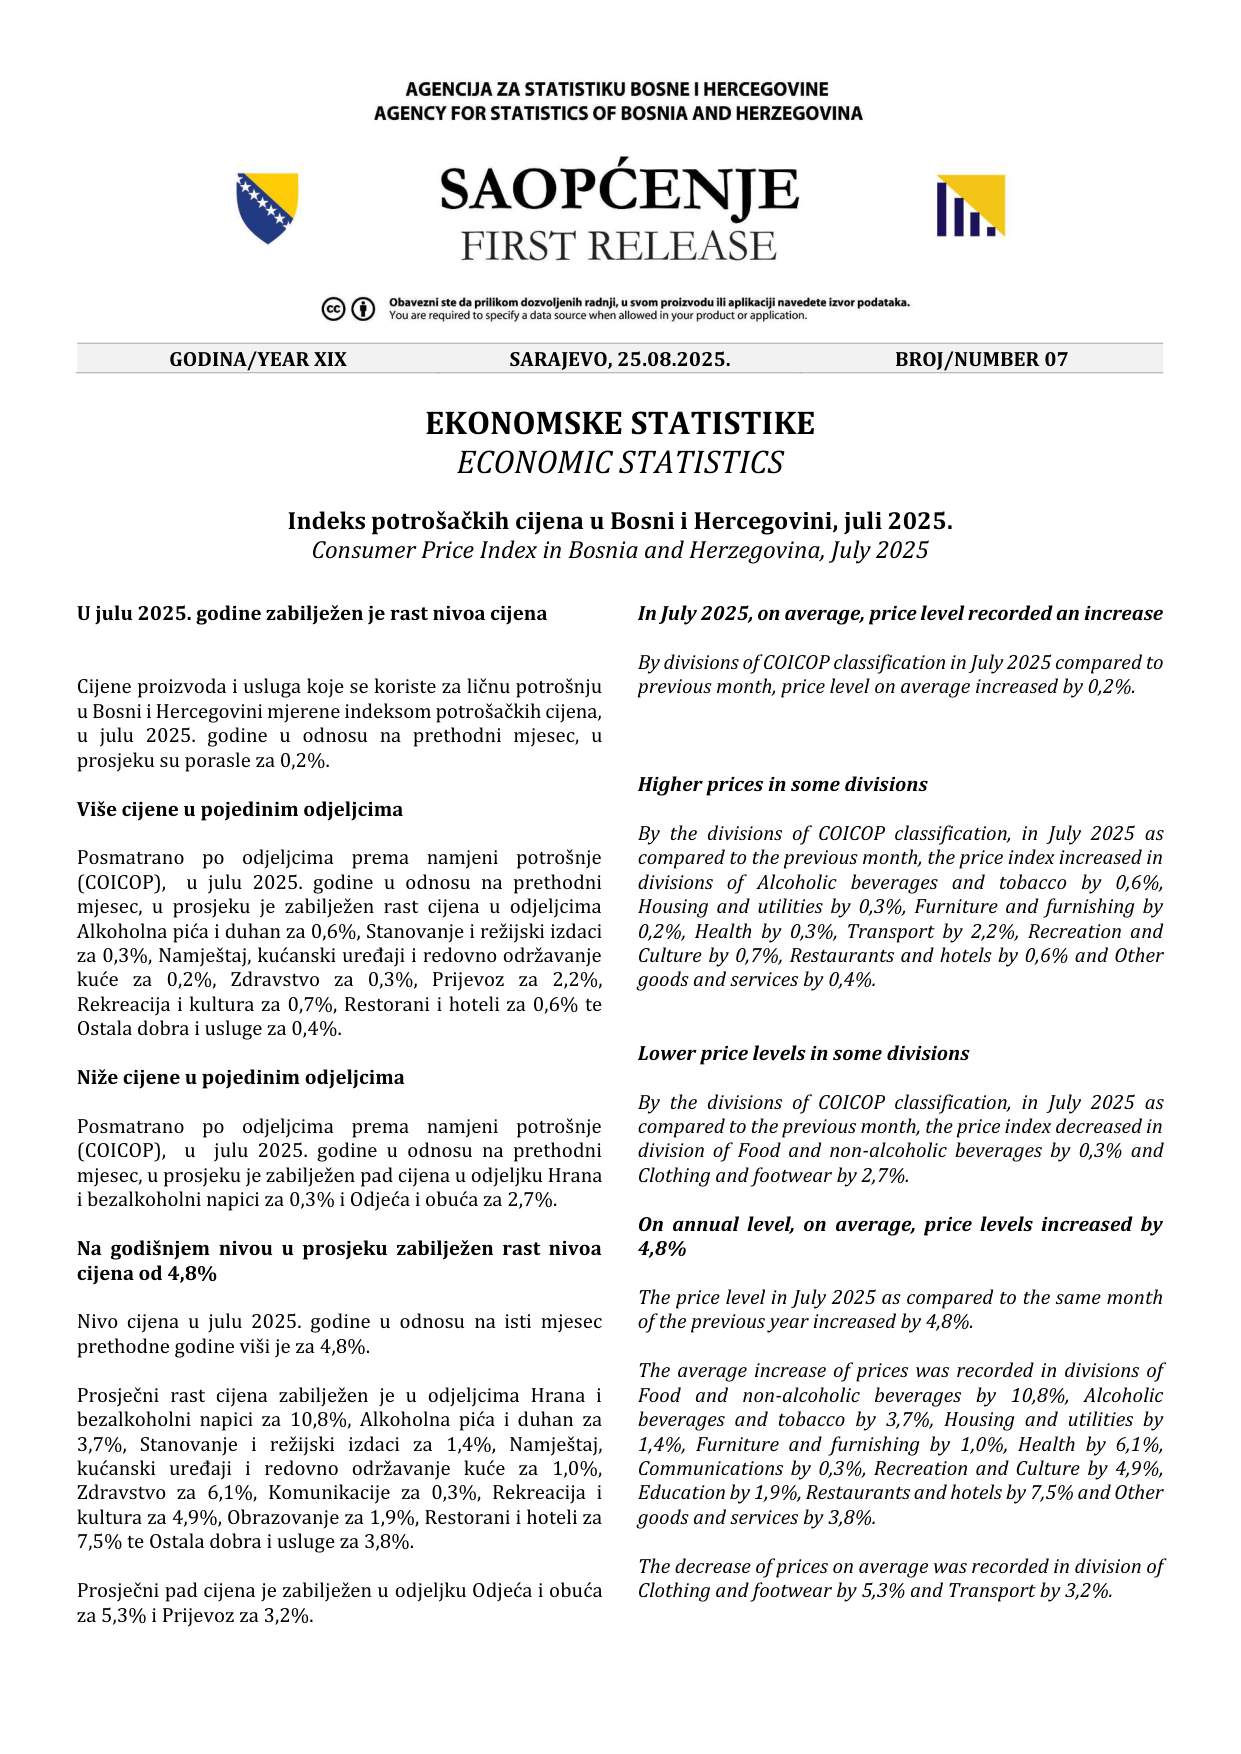 AGENCIJA ZA STATISTIKU BOSNE I HERCEGOVINE
AGENCY FOR STATISTICS OF BOSNIA AND HERZEGOVINA
SAOPĆENJE
FIRST RELEASE
cc
Obavezni ste da prilikom dozvoljenih radnji, u svom proizvodu ili aplikaciji navedete izvor podataka.
You are required to specify a data source when allowed in your product or application.
GODINA/YEAR XIX SARAJEVO, 25.08.2025. BROJ/NUMBER 07
EKONOMSKE STATISTIKE
ECONOMIC STATISTICS
Indeks potrošačkih cijena u Bosni i Hercegovini, juli 2025.
Consumer Price Index in Bosnia and Herzegovina, July 2025
U julu 2025. godine zabilježen je rast nivoa cijena
Cijene proizvoda i usluga koje se koriste za ličnu potrošnju
u Bosni i Hercegovini mjerene indeksom potrošačkih cijena,
u julu 2025. godine u odnosu na prethodni mjesec, u
prosjeku su porasle za 0,2%.
Više cijene u pojedinim odjeljcima
Posmatrano po odjeljcima prema namjeni potrošnje
(COICOP), u julu 2025. godine u odnosu na prethodni
mjesec, u prosjeku je zabilježen rast cijena u odjeljcima
Alkoholna pića i duhan za 0,6%, Stanovanje i režijski izdaci
za 0,3%, Namještaj, kućanski uređaji i redovno održavanje
kuće za 0,2%, Zdravstvo za 0,3%, Prijevoz za 2,2%,
Rekreacija i kultura za 0,7%, Restorani i hoteli za 0,6% te
Ostala dobra i usluge za 0,4%.
Niže cijene u pojedinim odjeljcima
Posmatrano po odjeljcima prema namjeni potrošnje
(COICOP), u julu 2025. godine u odnosu na prethodni
mjesec, u prosjeku je zabilježen pad cijena u odjeljku Hrana
i bezalkoholni napici za 0,3% i Odjeća i obuća za 2,7%.
Na godišnjem nivou u prosjeku zabilježen rast nivoa
cijena od 4,8%
Nivo cijena u julu 2025. godine u odnosu na isti mjesec
prethodne godine viši je za 4,8%.
Prosječni rast cijena zabilježen je u odjeljcima Hrana i
bezalkoholni napici za 10,8%, Alkoholna pića i duhan za
3,7%, Stanovanje i režijski izdaci za 1,4%, Namještaj,
kućanski uređaji i redovno održavanje kuće za 1,0%,
Zdravstvo za 6,1%, Komunikacije za 0,3%, Rekreacija i
kultura za 4,9%, Obrazovanje za 1,9%, Restorani i hoteli za
7,5% te Ostala dobra i usluge za 3,8%.
Prosječni pad cijena je zabilježen u odjeljku Odjeća i obuća
za 5,3% i Prijevoz za 3,2%.
In July 2025, on average, price level recorded an increase
By divisions of COICOP classification in July 2025 compared to
previous month, price level on average increased by 0,2%.
Higher prices in some divisions
By the divisions of COICOP classification, in July 2025 as
compared to the previous month, the price index increased in
divisions of Alcoholic beverages and tobacco by 0,6%,
Housing and utilities by 0,3%, Furniture and furnishing by
0,2%, Health by 0,3%, Transport by 2,2%, Recreation and
Culture by 0,7%, Restaurants and hotels by 0,6% and Other
goods and services by 0,4%.
Lower price levels in some divisions
By the divisions of COICOP classification, in July 2025 as
compared to the previous month, the price index decreased in
division of Food and non-alcoholic beverages by 0,3% and
Clothing and footwear by 2,7%.
On annual level, on average, price levels increased by
4,8%
The price level in July 2025 as compared to the same month
of the previous year increased by 4,8%.
The average increase of prices was recorded in divisions of
Food and non-alcoholic beverages by 10,8%, Alcoholic
beverages and tobacco by 3,7%, Housing and utilities by
1,4%, Furniture and furnishing by 1,0%, Health by 6,1%,
Communications by 0,3%, Recreation and Culture by 4,9%,
Education by 1,9%, Restaurants and hotels by 7,5% and Other
goods and services by 3,8%.
The decrease of prices on average was recorded in division of
Clothing and footwear by 5,3% and Transport by 3,2%.